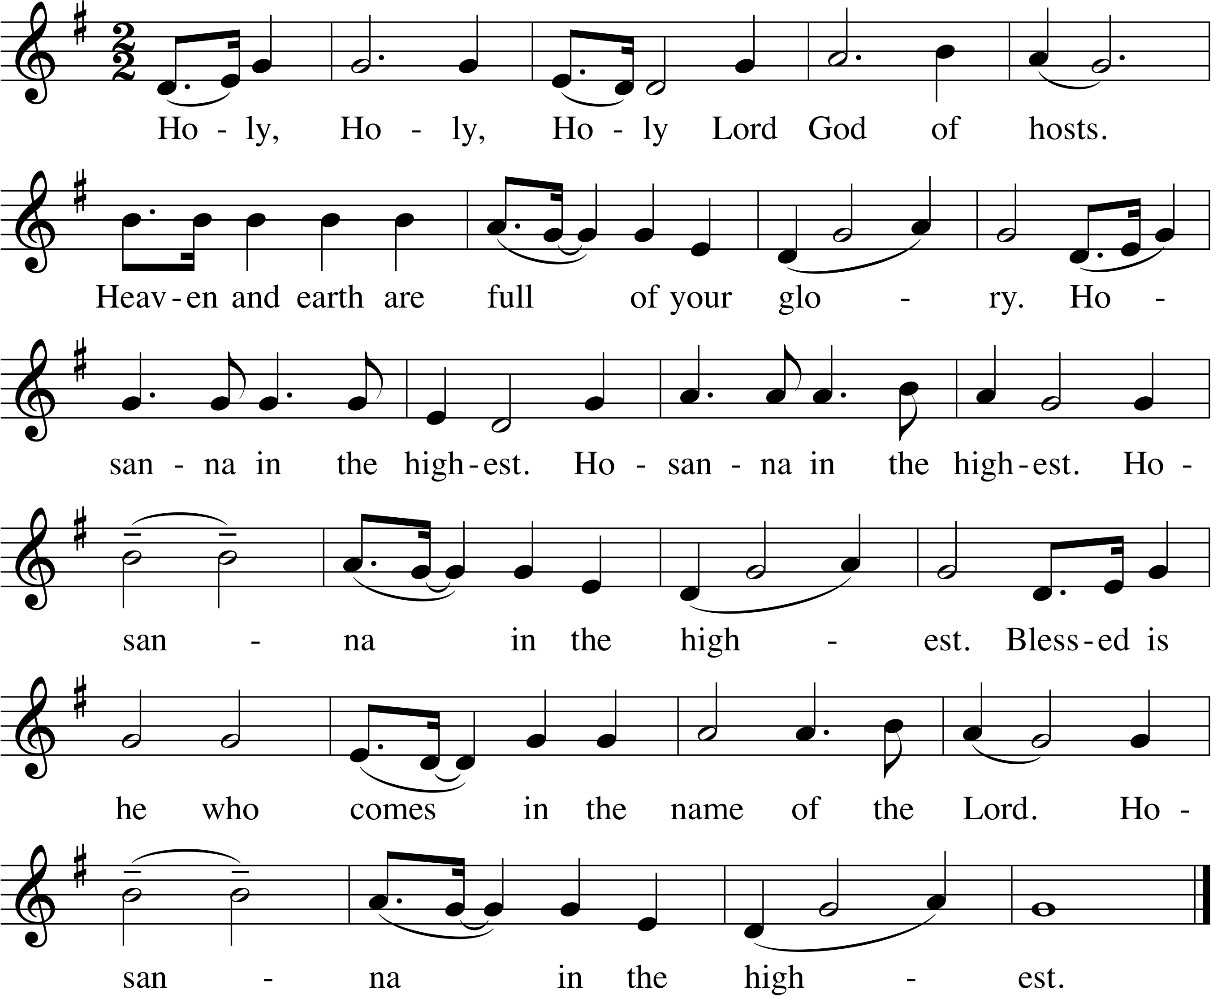 2
2
Ho - ly, Ho - ly, Ho - ly Lord God of hosts.
Heav - en and earth are full of your glo - ry. Ho -
san - na in the high - est. Ho - san - na in the high - est. Ho -
san - na in the high - est. Bless - ed is
he who comes in the name of the Lord. Ho -
san - na in the high - est.